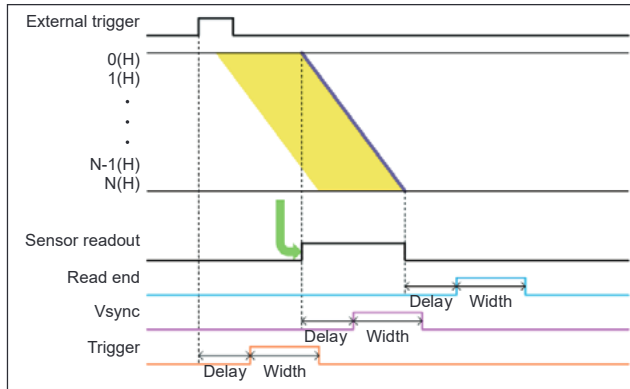 External trigger
0(H)
1(H)
·
·
·
N-1(H)
N(H)
Sensor readout
Read end
Delay Width
Vsync
Delay Width
Trigger
Delay Width